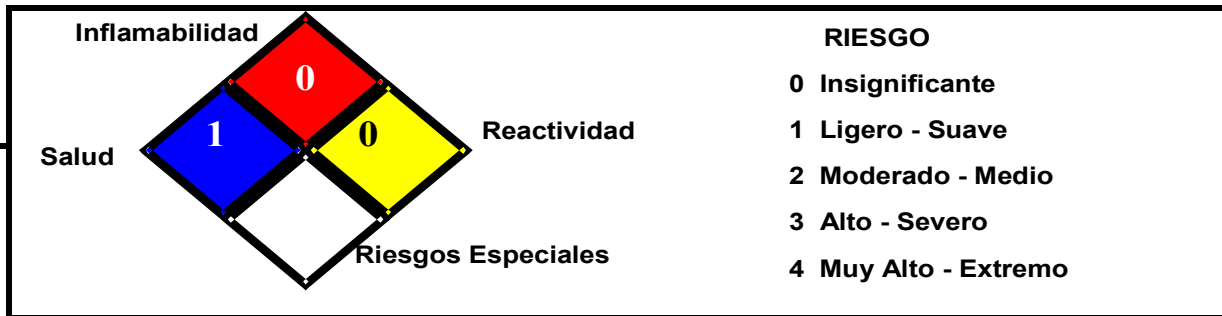 Inflamabilidad
0
1
0
Salud
Reactividad
Riesgos Especiales
RIESGO
0 Insignificante
1 Ligero - Suave
2 Moderado - Medio
3 Alto - Severo
4 Muy Alto - Extremo